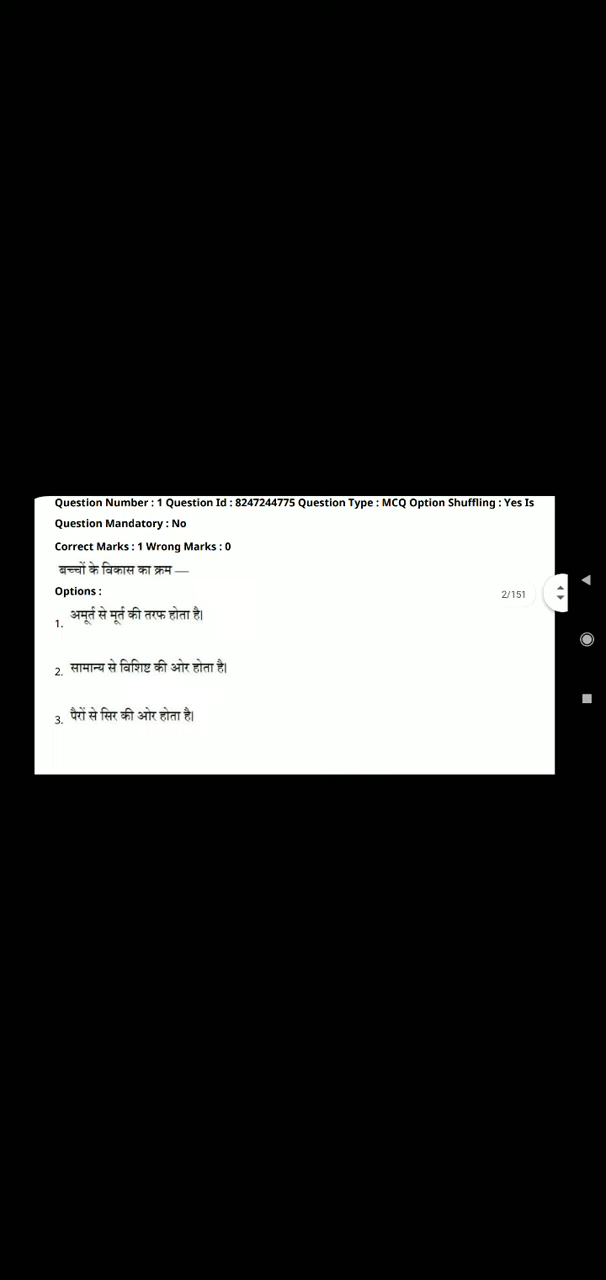 Question Number : 1 Question Id : 8247244775 Question Type : MCQ Option Shuffling : Yes Is
Question Mandatory : No
Correct Marks : 1 Wrong Marks : 0
बच्चों के विकास का क्रम —
Options :
2/151
1. अमूर्त से मूर्त की तरफ होता है।
2. सामान्य से विशिष्ट की ओर होता है।
3. पैरों से सिर की ओर होता है।